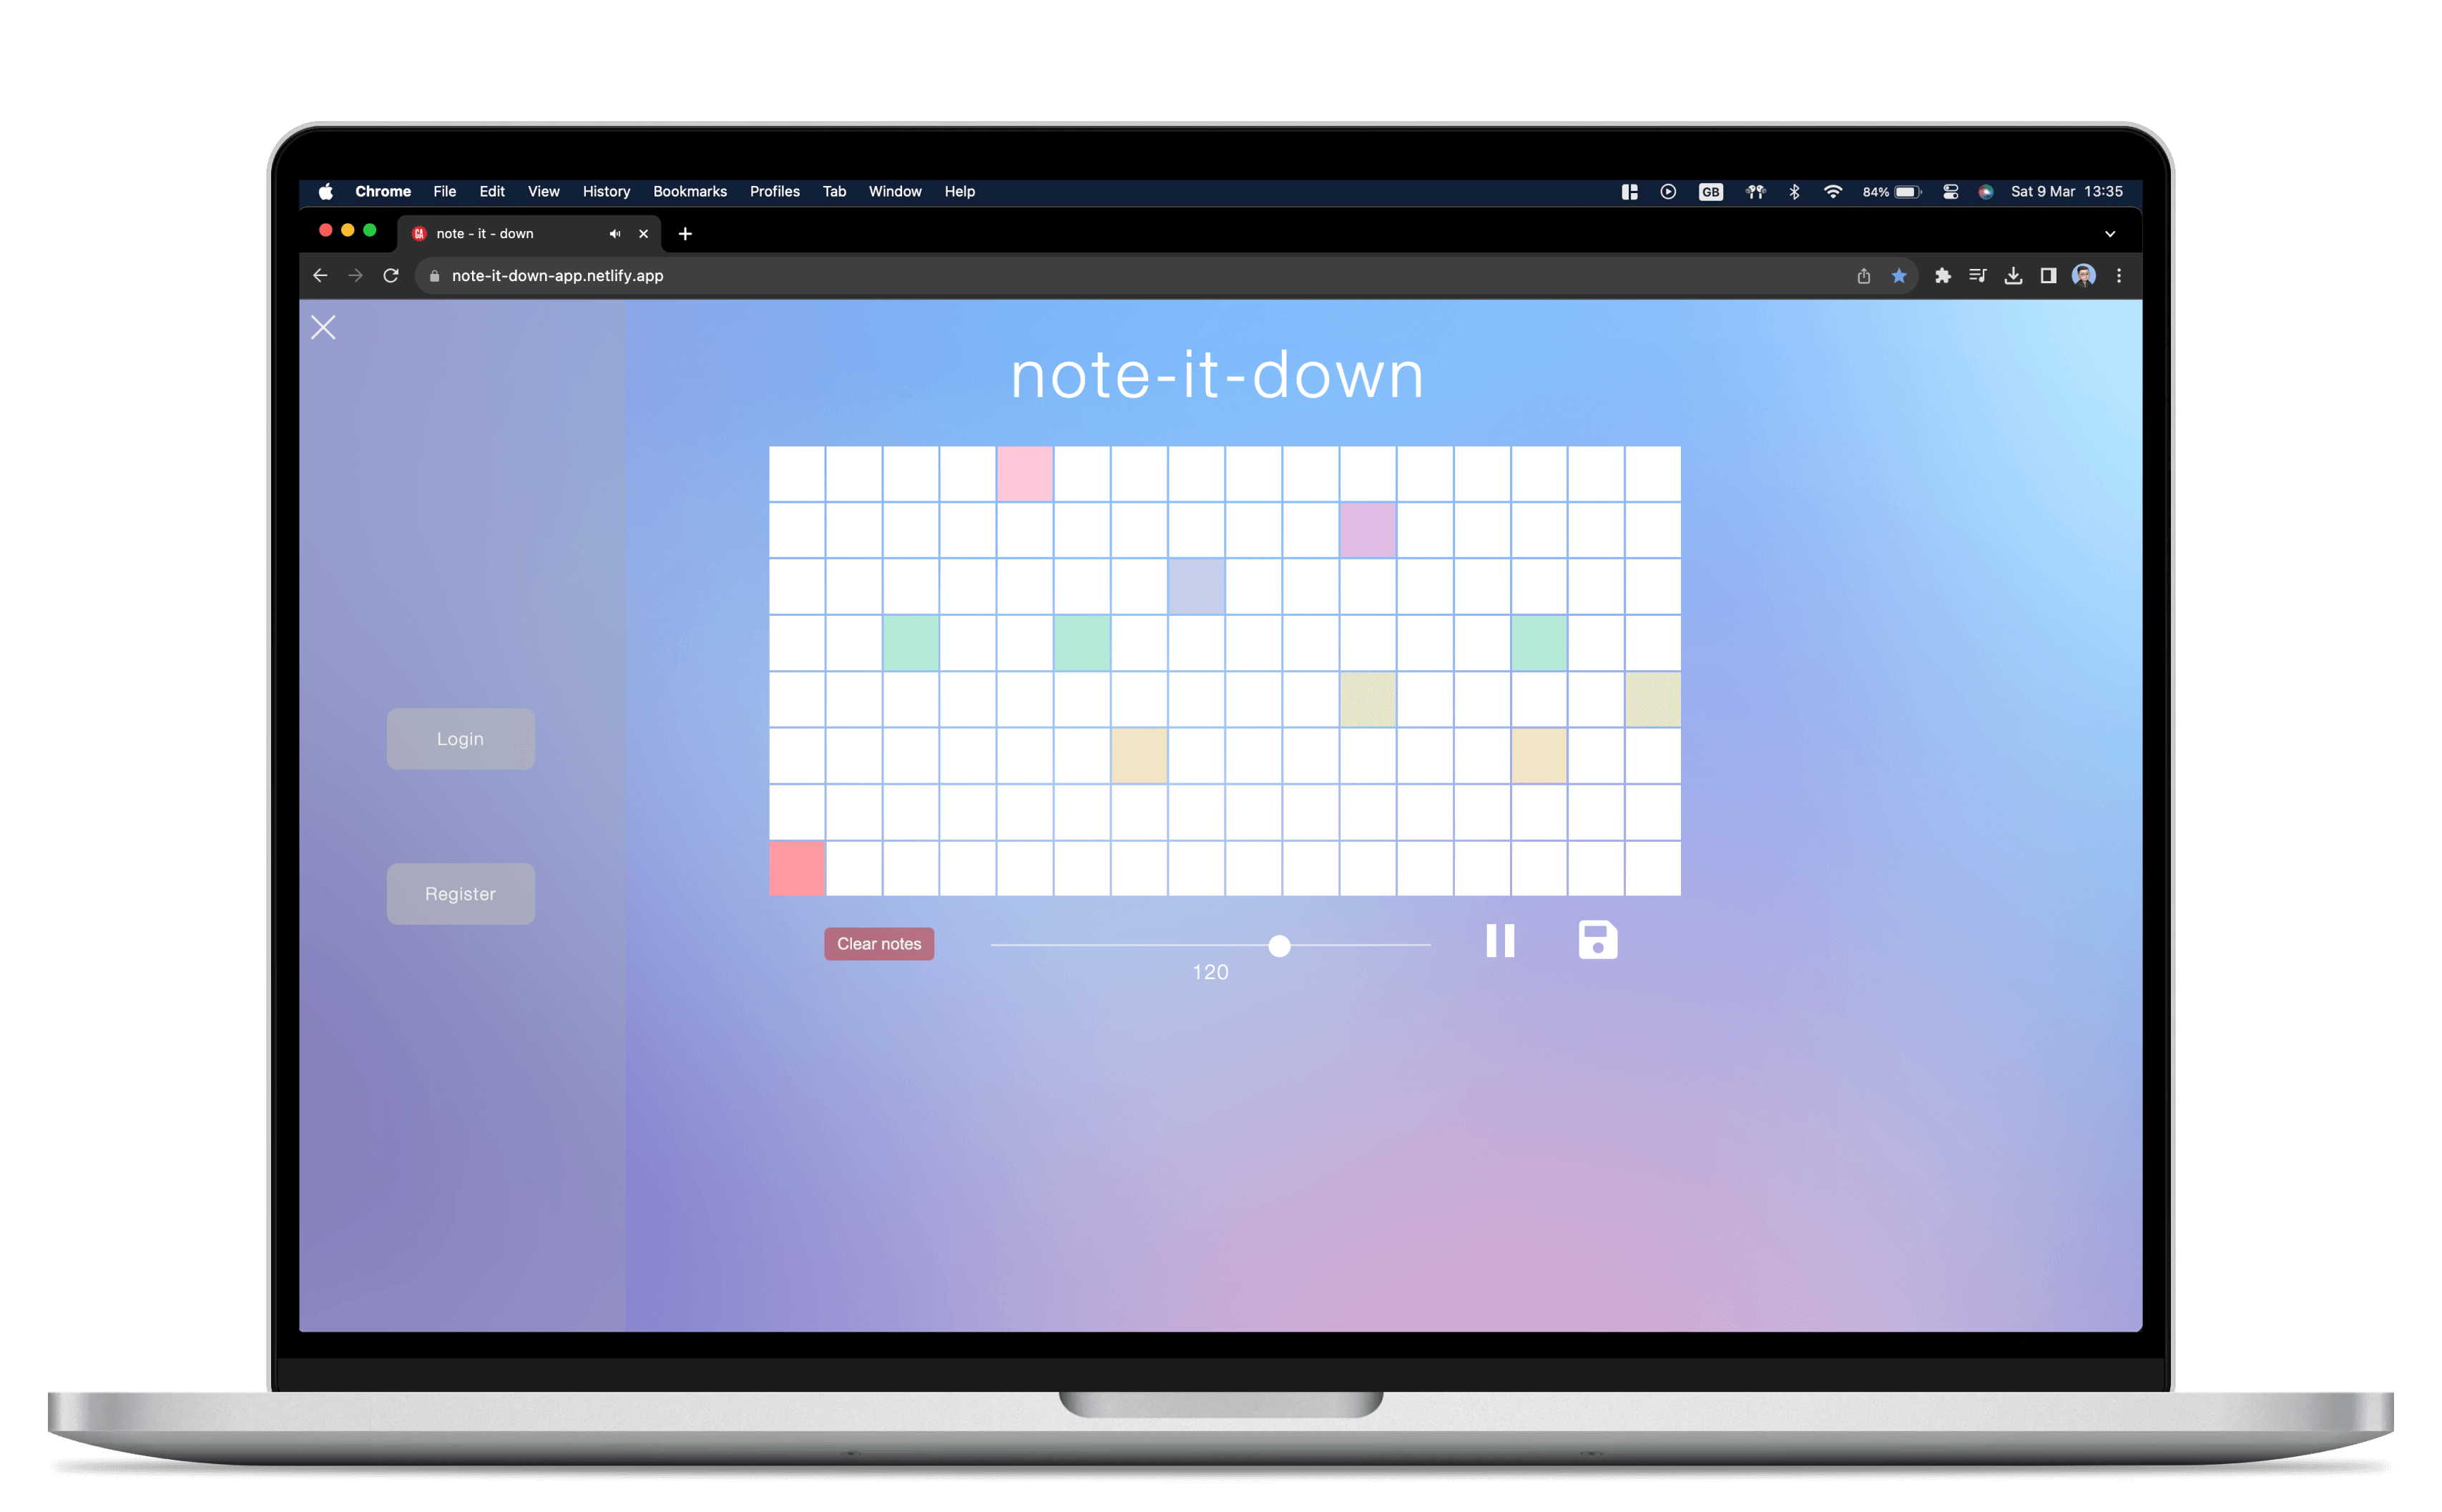 Chrome File Edit View History Bookmarks Profiles Tab Window Help GB 84% Sat 9 Mar 13:35
GA note - it - down
note-it-down-app.netlify.app
note-it-down
Login
Register
Clear notes
120